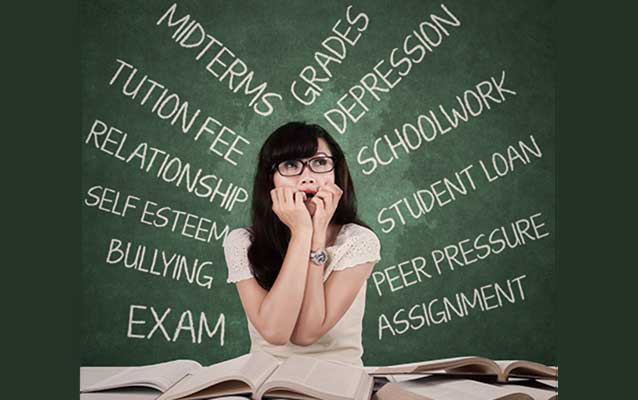 MIDTERMS
GRADES
DEPRESSION
TUITION FEE
SCHOOLWORK
RELATIONSHIP
STUDENT LOAN
SELF ESTEEM
PEER PRESSURE
BULLYING
ASSIGNMENT
EXAM